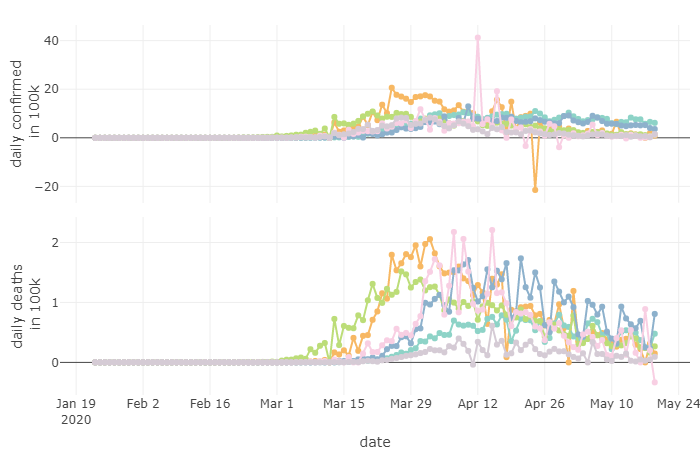 daily confirmed
in 100k
40
20
0
−20
daily deaths
in 100k
2
1
0
Jan 19
2020
Feb 2
Feb 16
Mar 1
Mar 15
Mar 29
Apr 12
Apr 26
May 10
May 24
date